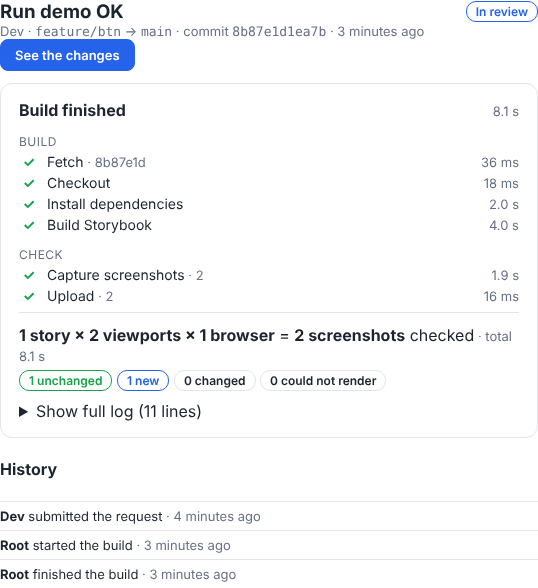 Run demo OK
In review
Dev · feature/btn → main · commit 8b87e1d1ea7b · 3 minutes ago
See the changes
Build finished
8.1 s
BUILD
✓ Fetch · 8b87e1d 36 ms
✓ Checkout 18 ms
✓ Install dependencies 2.0 s
✓ Build Storybook 4.0 s
CHECK
✓ Capture screenshots · 2 1.9 s
✓ Upload · 2 16 ms
1 story × 2 viewports × 1 browser = 2 screenshots checked · total
8.1 s
1 unchanged 1 new 0 changed 0 could not render
▶ Show full log (11 lines)
History
Dev submitted the request · 4 minutes ago
Root started the build · 3 minutes ago
Root finished the build · 3 minutes ago